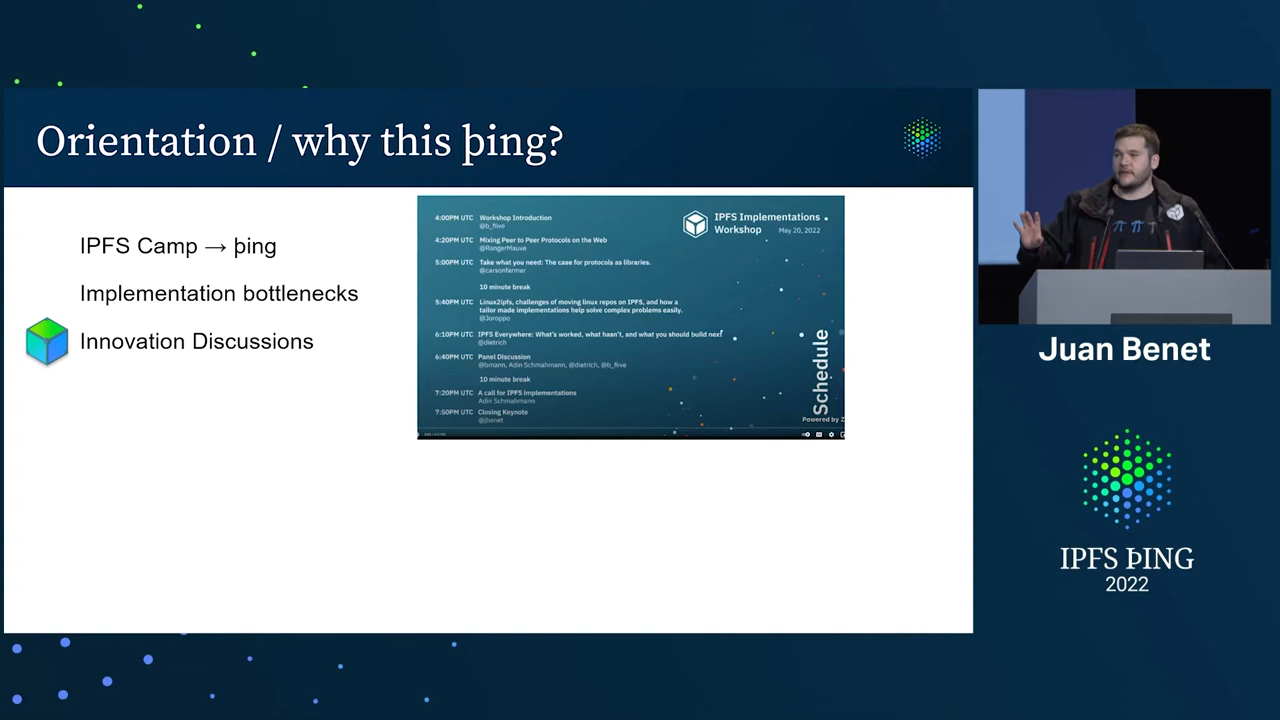 Orientation / why this þing?
IPFS Camp → þing
Implementation bottlenecks
Innovation Discussions
IPFS Implementations
Workshop May 20, 2022
4:00PM UTC Workshop Introduction
@b_five
4:20PM UTC Mixing Peer to Peer Protocols on the Web
@RangerMauve
5:00PM UTC Take what you need: The case for protocols as libraries.
@carsonfarmer
10 minute break
5:40PM UTC Linux2ipfs, challenges of moving linux repos on IPFS, and how a
tailor made implementations help solve complex problems easily.
@Joroppo
6:10PM UTC IPFS Everywhere: What's worked, what hasn't, and what you should build next
@dietrich
6:40PM UTC Panel Discussion
@bmann, Adin Schmahmann, @dietrich, @b_five
10 minute break
7:20PM UTC A call for IPFS implementations
Adin Schmahmann
7:50PM UTC Closing Keynote
@jbenet
Schedule
Powered by Z
Juan Benet
IPFS ÞING
2022